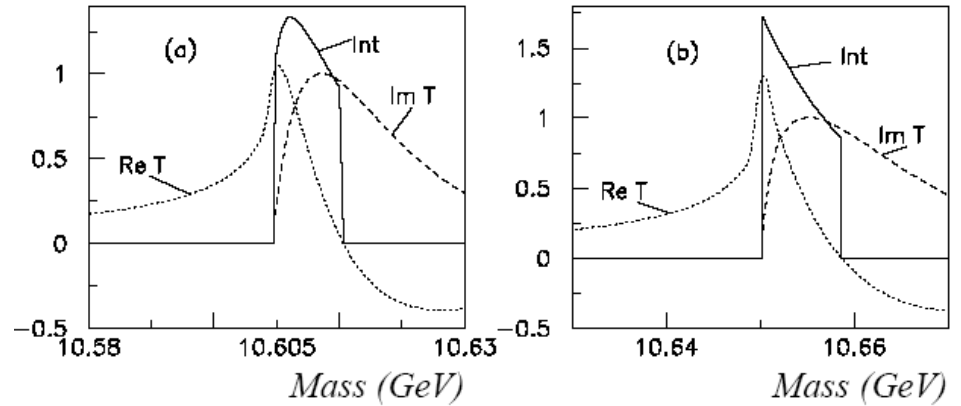 (a)
Int
Im T
Re T
1
0.5
0
−0.5
10.58
10.605
10.63
Mass (GeV)
(b)
Int
Im T
Re T
1.5
1
0.5
0
−0.5
10.64
10.66
Mass (GeV)